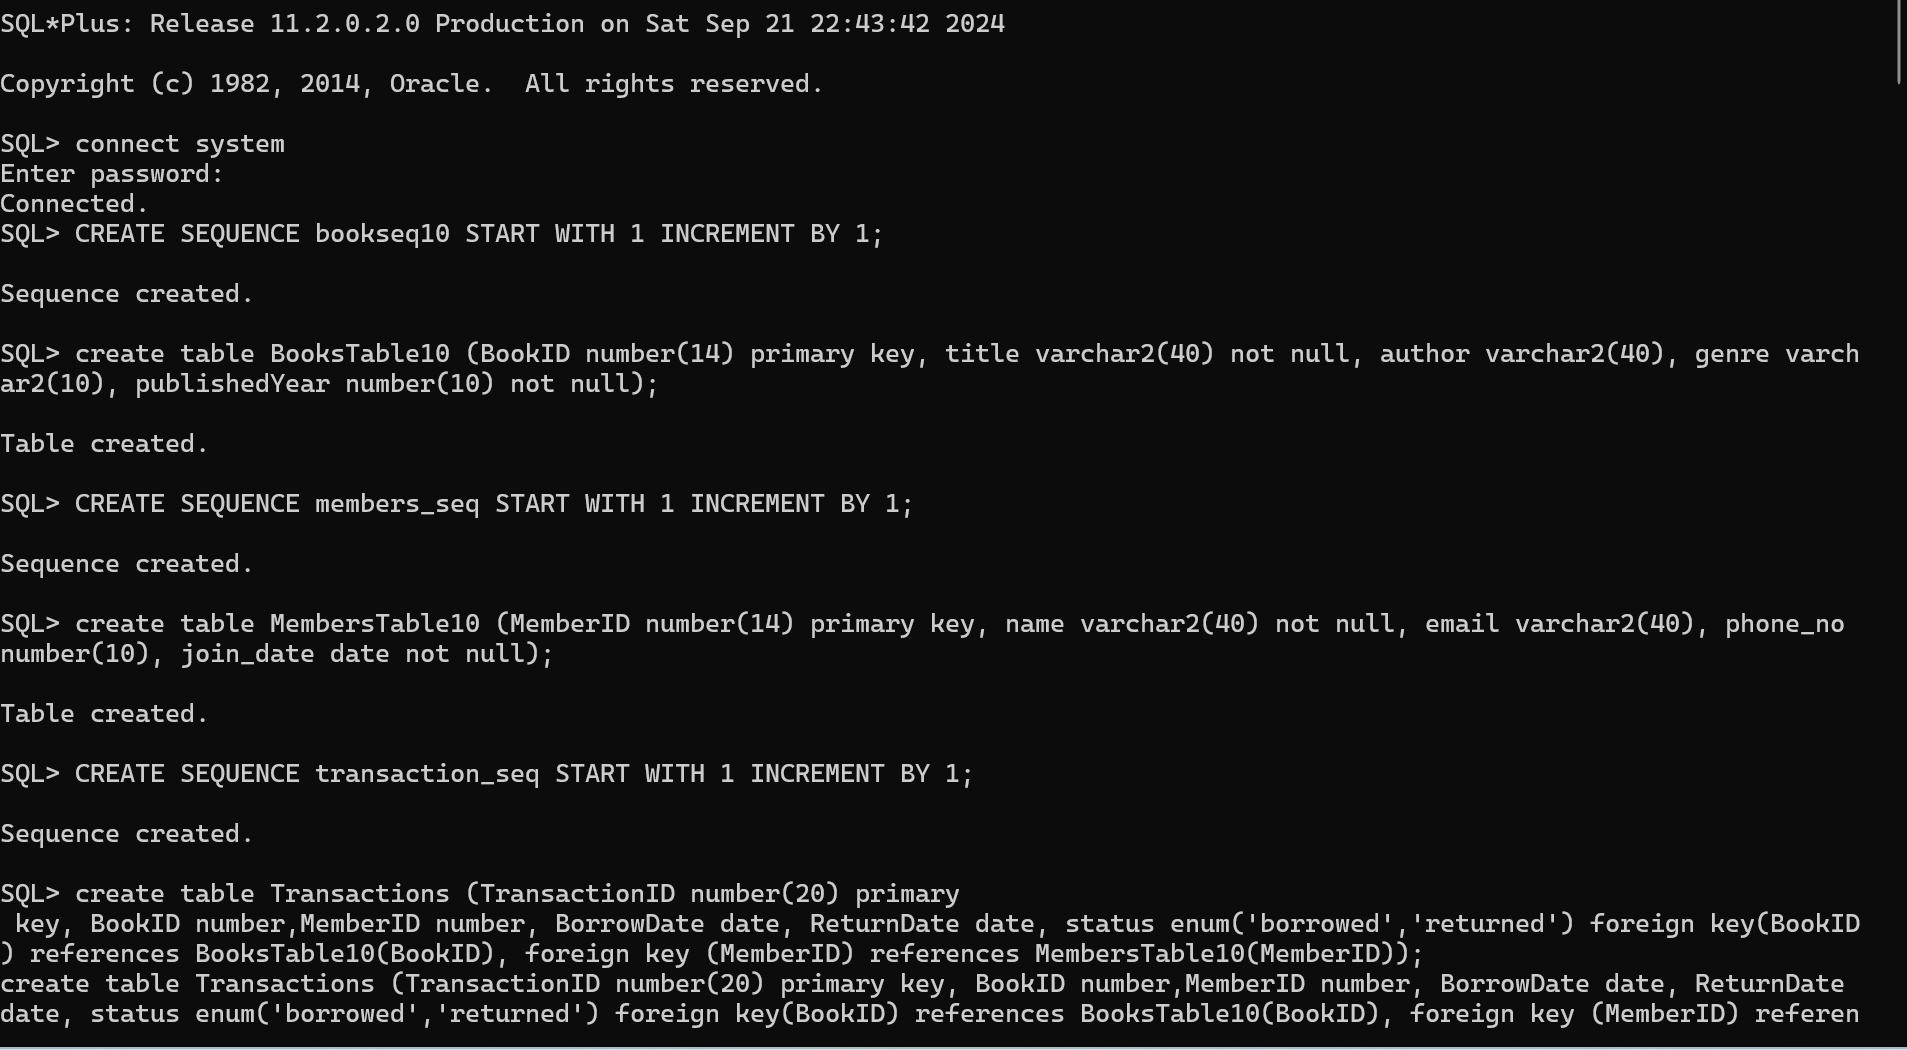 SQL*Plus: Release 11.2.0.2.0 Production on Sat Sep 21 22:43:42 2024
Copyright (c) 1982, 2014, Oracle.  All rights reserved.
SQL> connect system
Enter password:
Connected.
SQL> CREATE SEQUENCE bookseq10 START WITH 1 INCREMENT BY 1;
Sequence created.
SQL> create table BooksTable10 (BookID number(14) primary key, title varchar2(40) not null, author varchar2(40), genre varch
ar2(10), publishedYear number(10) not null);
Table created.
SQL> CREATE SEQUENCE members_seq START WITH 1 INCREMENT BY 1;
Sequence created.
SQL> create table MembersTable10 (MemberID number(14) primary key, name varchar2(40) not null, email varchar2(40), phone_no
number(10), join_date date not null);
Table created.
SQL> CREATE SEQUENCE transaction_seq START WITH 1 INCREMENT BY 1;
Sequence created.
SQL> create table Transactions (TransactionID number(20) primary
 key, BookID number,MemberID number, BorrowDate date, ReturnDate date, status enum('borrowed','returned') foreign key(BookID
) references BooksTable10(BookID), foreign key (MemberID) references MembersTable10(MemberID));
create table Transactions (TransactionID number(20) primary key, BookID number,MemberID number, BorrowDate date, ReturnDate
date, status enum('borrowed','returned') foreign key(BookID) references BooksTable10(BookID), foreign key (MemberID) referen